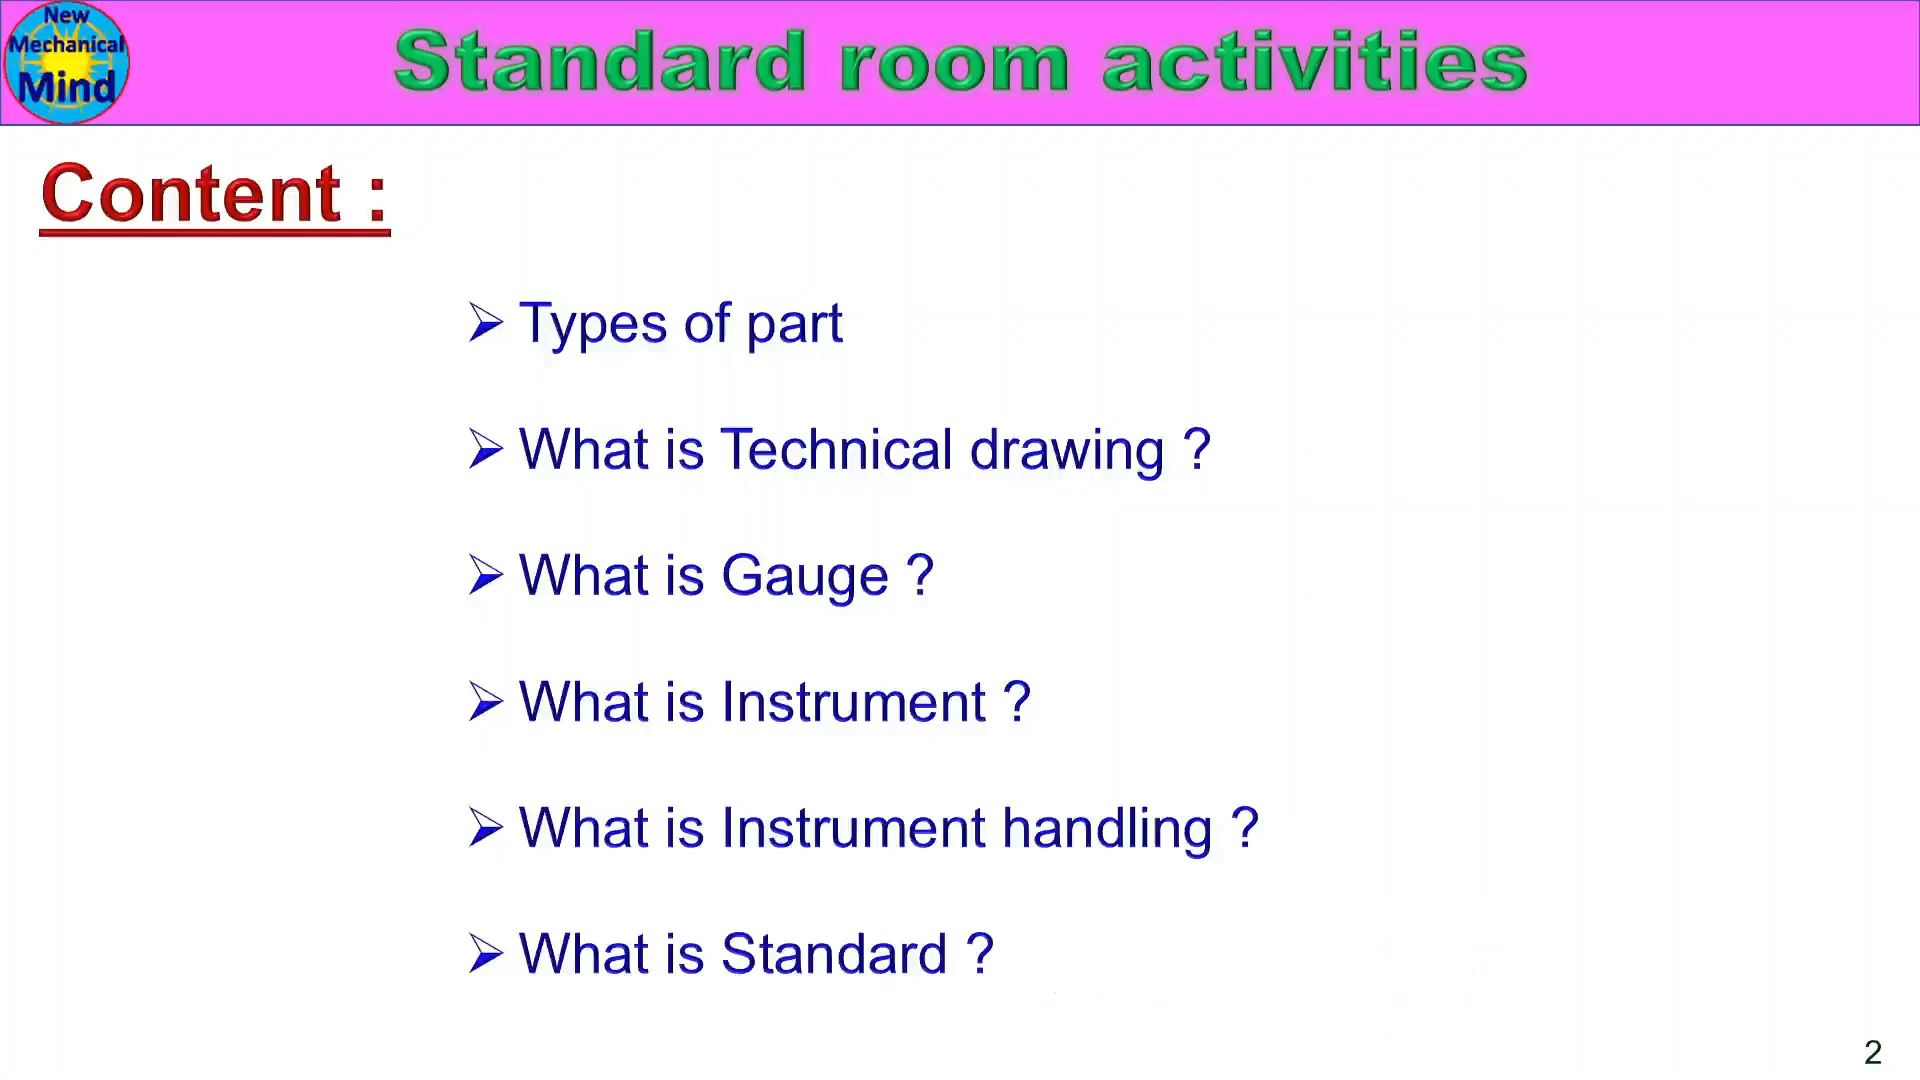 New
Mechanical
Mind
Standard room activities
Content :
➢ Types of part
➢ What is Technical drawing ?
➢ What is Gauge ?
➢ What is Instrument ?
➢ What is Instrument handling ?
➢ What is Standard ?
2